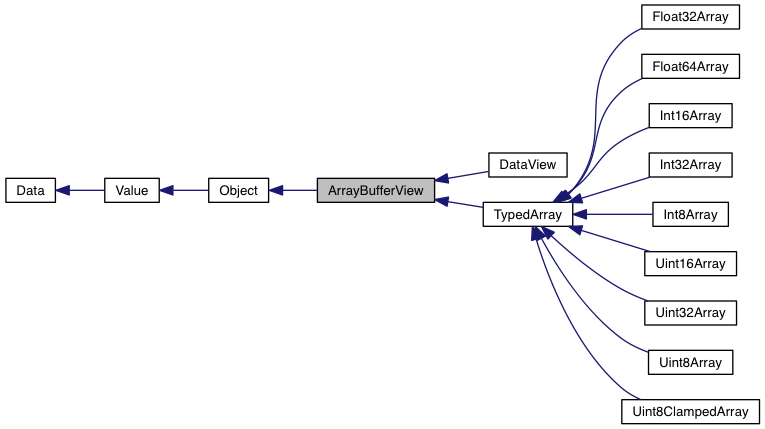 Data
Value
Object
ArrayBufferView
DataView
TypedArray
Float32Array
Float64Array
Int16Array
Int32Array
Int8Array
Uint16Array
Uint32Array
Uint8Array
Uint8ClampedArray